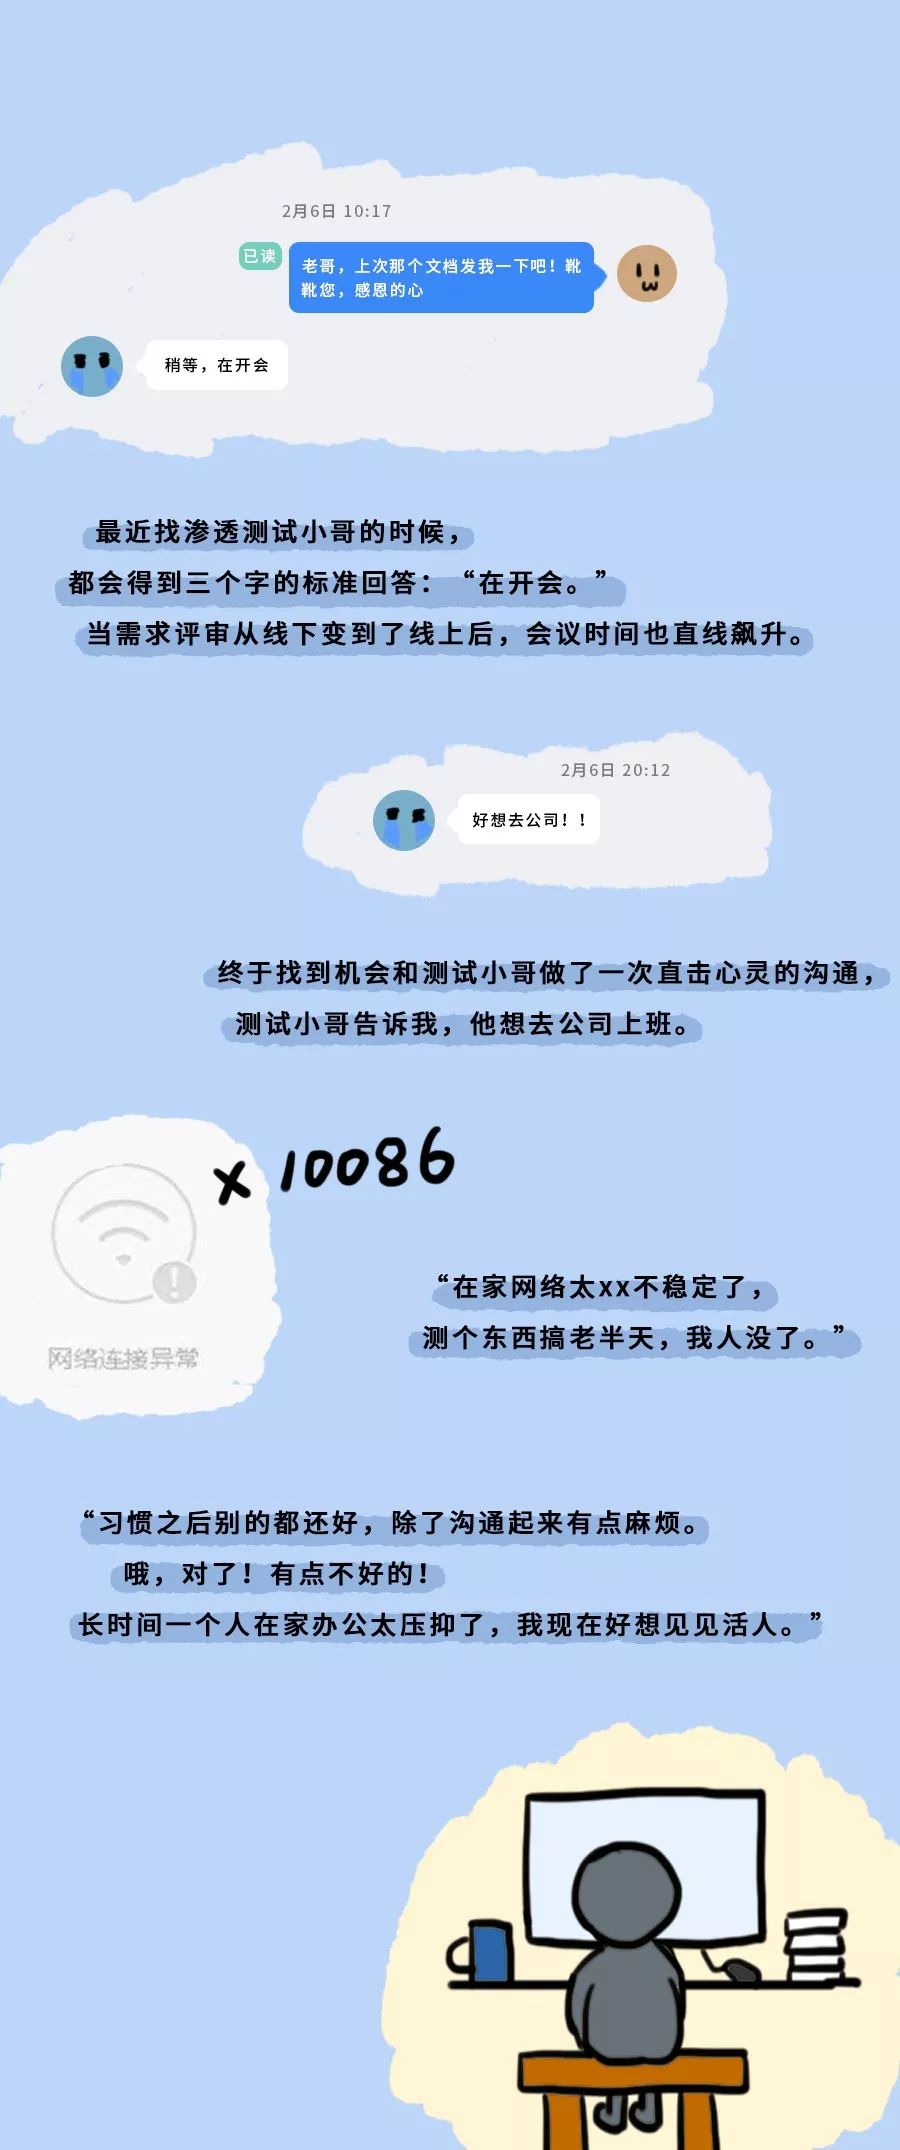 2月6日 10:17
已读
老哥，上次那个文档发我一下吧！靴
靴您，感恩的心
稍等，在开会
最近找渗透测试小哥的时候，
都会得到三个字的标准回答：“在开会。”
当需求评审从线下变到了线上后，会议时间也直线飙升。
2月6日 20:12
好想去公司！！
终于找到机会和测试小哥做了一次直击心灵的沟通，
测试小哥告诉我，他想去公司上班。
x 10086
网络连接异常
“在家网络太xx不稳定了，
测个东西搞老半天，我人没了。”
“习惯之后别的都还好，除了沟通起来有点麻烦。
哦，对了！有点不好的！
长时间一个人在家办公太压抑了，我现在好想见见活人。”